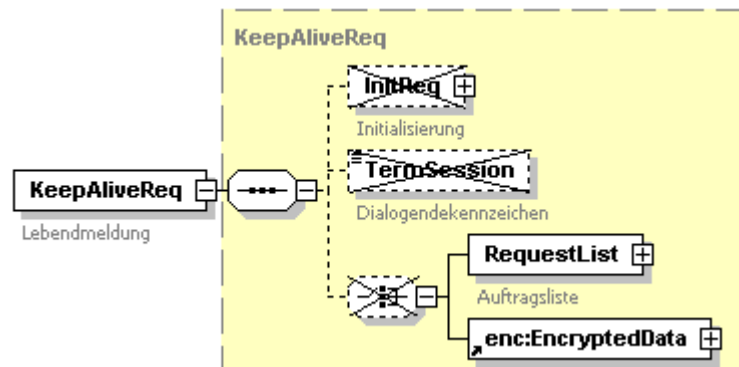 KeepAliveReq
InitReq
Initialisierung
TermSession
Dialogendekennzeichen
KeepAliveReq
Lebendmeldung
RequestList
Auftragsliste
enc:EncryptedData